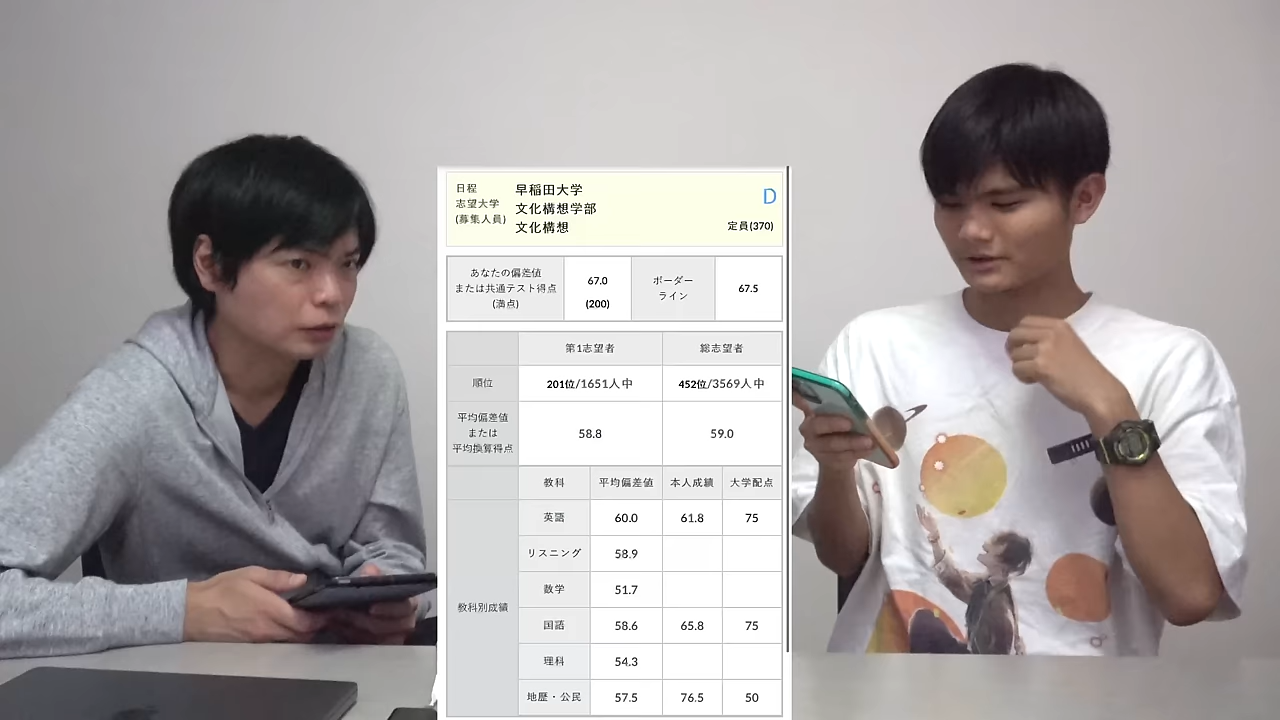 日程
志望大学
(募集人員)
早稲田大学
文化構想学部
文化構想
D
定員(370)
あなたの偏差値
または共通テスト得点
(満点)
67.0
(200)
ボーダー
ライン
67.5
第1志望者 総志望者
順位 201位/1651人中 452位/3569人中
平均偏差値
または
平均換算得点
58.8 59.0
教科別成績
教科 平均偏差値 本人成績 大学配点
英語 60.0 61.8 75
リスニング 58.9
数学 51.7
国語 58.6 65.8 75
理科 54.3
地歴・公民 57.5 76.5 50